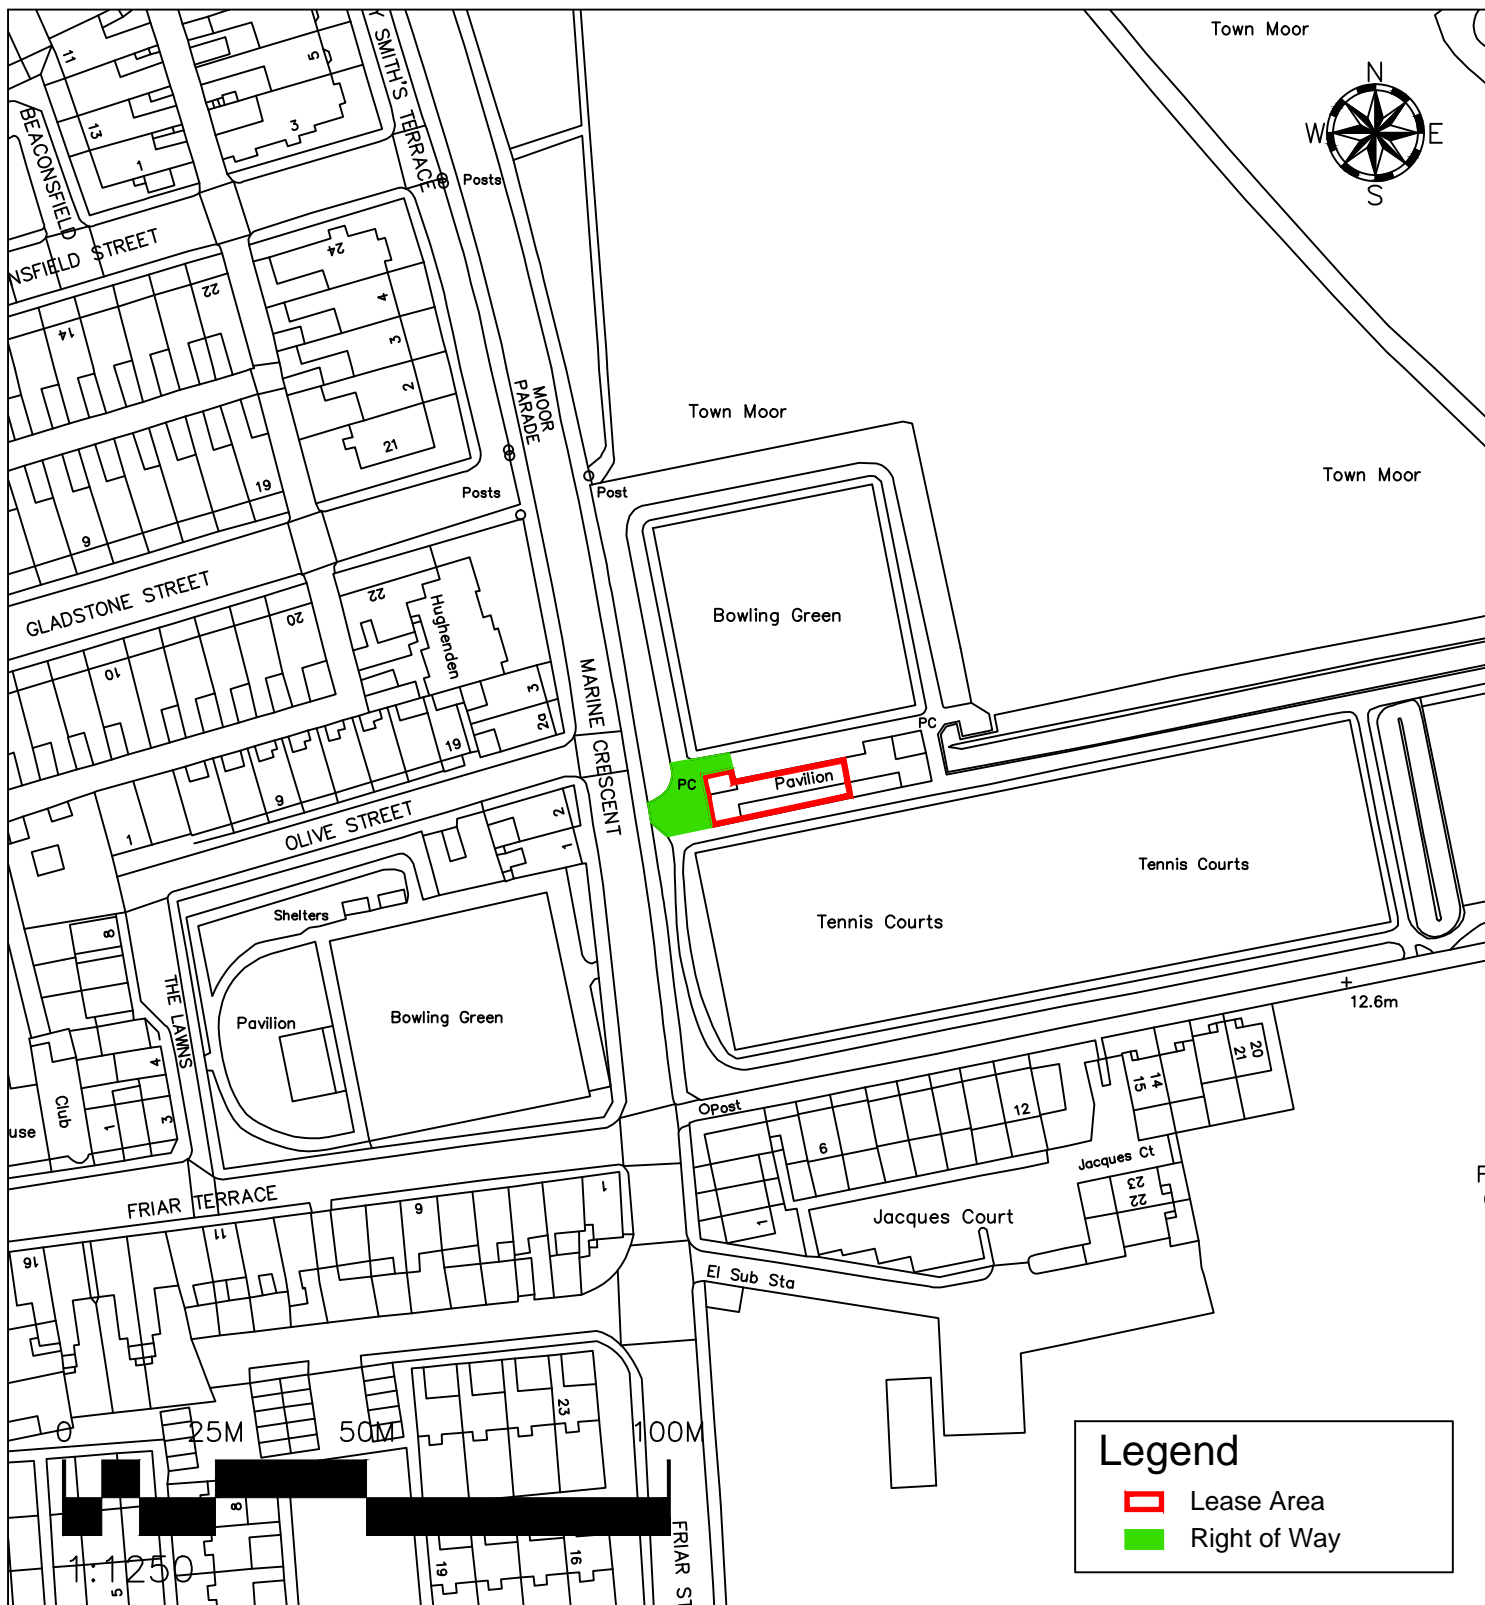 Town Moor
N
W
E
S
Y SMITH'S TERRACE
11
5
13
3
1
BEACONSFIELD
Posts
NSFIELD STREET
24
22
14
4
3
2
21
MOOR
PARADE
Town Moor
Town Moor
19
9
Posts
Post
GLADSTONE STREET
22
Hughenden
20
10
Bowling Green
MARINE CRESCENT
3
2a
19
9
1
PC
PC
Pavilion
OLIVE STREET
2
1
Tennis Courts
Tennis Courts
Shelters
8
THE LAWNS
Pavilion
Bowling Green
12.6m
Club
use
4
3
1
Post
6
12
15
14
21
20
Jacques Ct
23
22
1
Jacques Court
FRIAR TERRACE
11
9
1
16
El Sub Sta
23
0
25M
50M
100M
Legend
Lease Area
Right of Way
8
19
16
5
1:1250
FRIAR ST